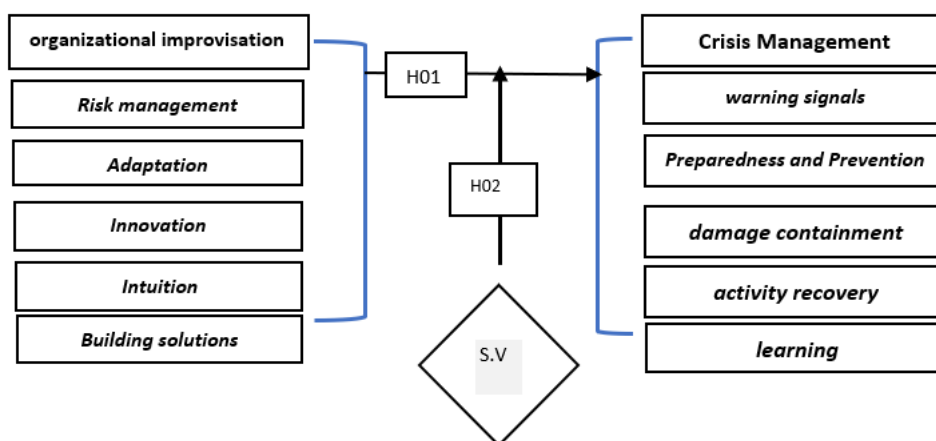 organizational improvisation
Risk management
Adaptation
Innovation
Intuition
Building solutions
H01
H02
S.V
Crisis Management
warning signals
Preparedness and Prevention
damage containment
activity recovery
learning